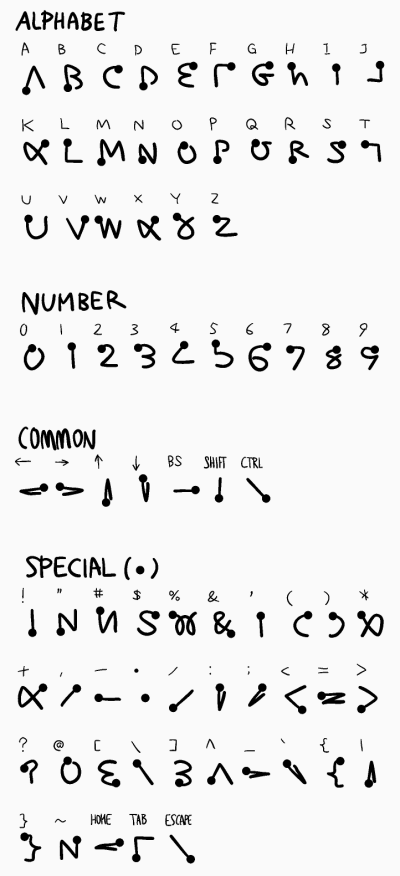 ALPHABET
A B C D E F G H I J
K L M N O P Q R S T
U V W X Y Z
NUMBER
0 1 2 3 4 5 6 7 8 9
COMMON
← → ↑ ↓ BS SHIFT CTRL
SPECIAL (•)
! " # $ % & ' ( ) *
+ , - . / : ; < = >
? @ [ \ ] ^ _ ` { |
} ~ HOME TAB ESCAPE